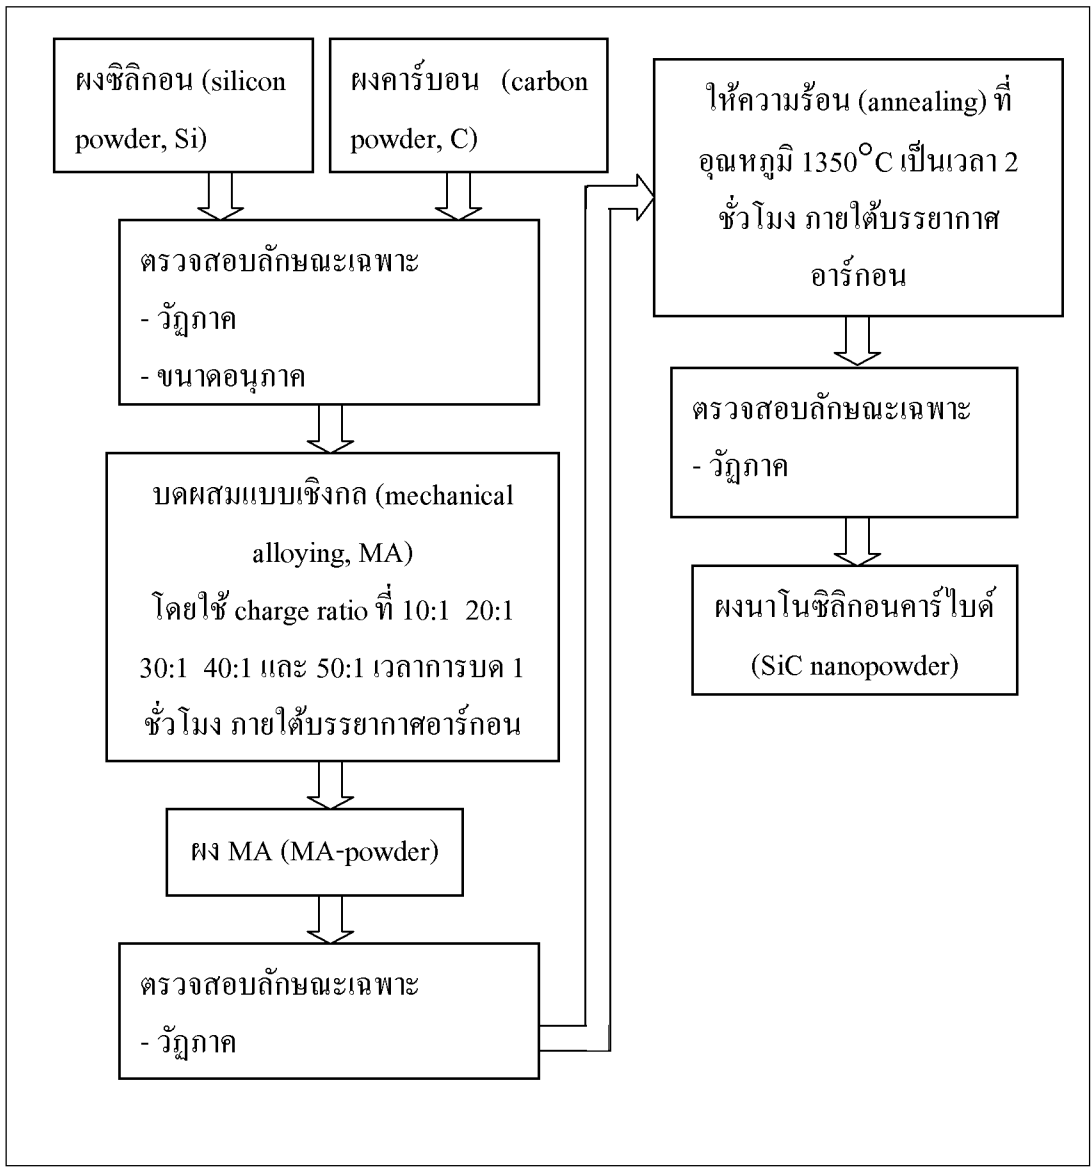 ผงซิลิกอน (silicon
powder, Si)
ผงคาร์บอน (carbon
powder, C)
ตรวจสอบลักษณะเฉพาะ
- วัฏภาค
- ขนาดอนุภาค
บดผสมแบบเชิงกล (mechanical
alloying, MA)
โดยใช้ charge ratio ที่ 10:1 20:1
30:1 40:1 และ 50:1 เวลาการบด 1
ชั่วโมง ภายใต้บรรยากาศอาร์กอน
ผง MA (MA-powder)
ตรวจสอบลักษณะเฉพาะ
- วัฏภาค
ให้ความร้อน (annealing) ที่
อุณหภูมิ 1350°C เป็นเวลา 2
ชั่วโมง ภายใต้บรรยากาศ
อาร์กอน
ตรวจสอบลักษณะเฉพาะ
- วัฏภาค
ผงนาโนซิลิกอนคาร์ไบด์
(SiC nanopowder)